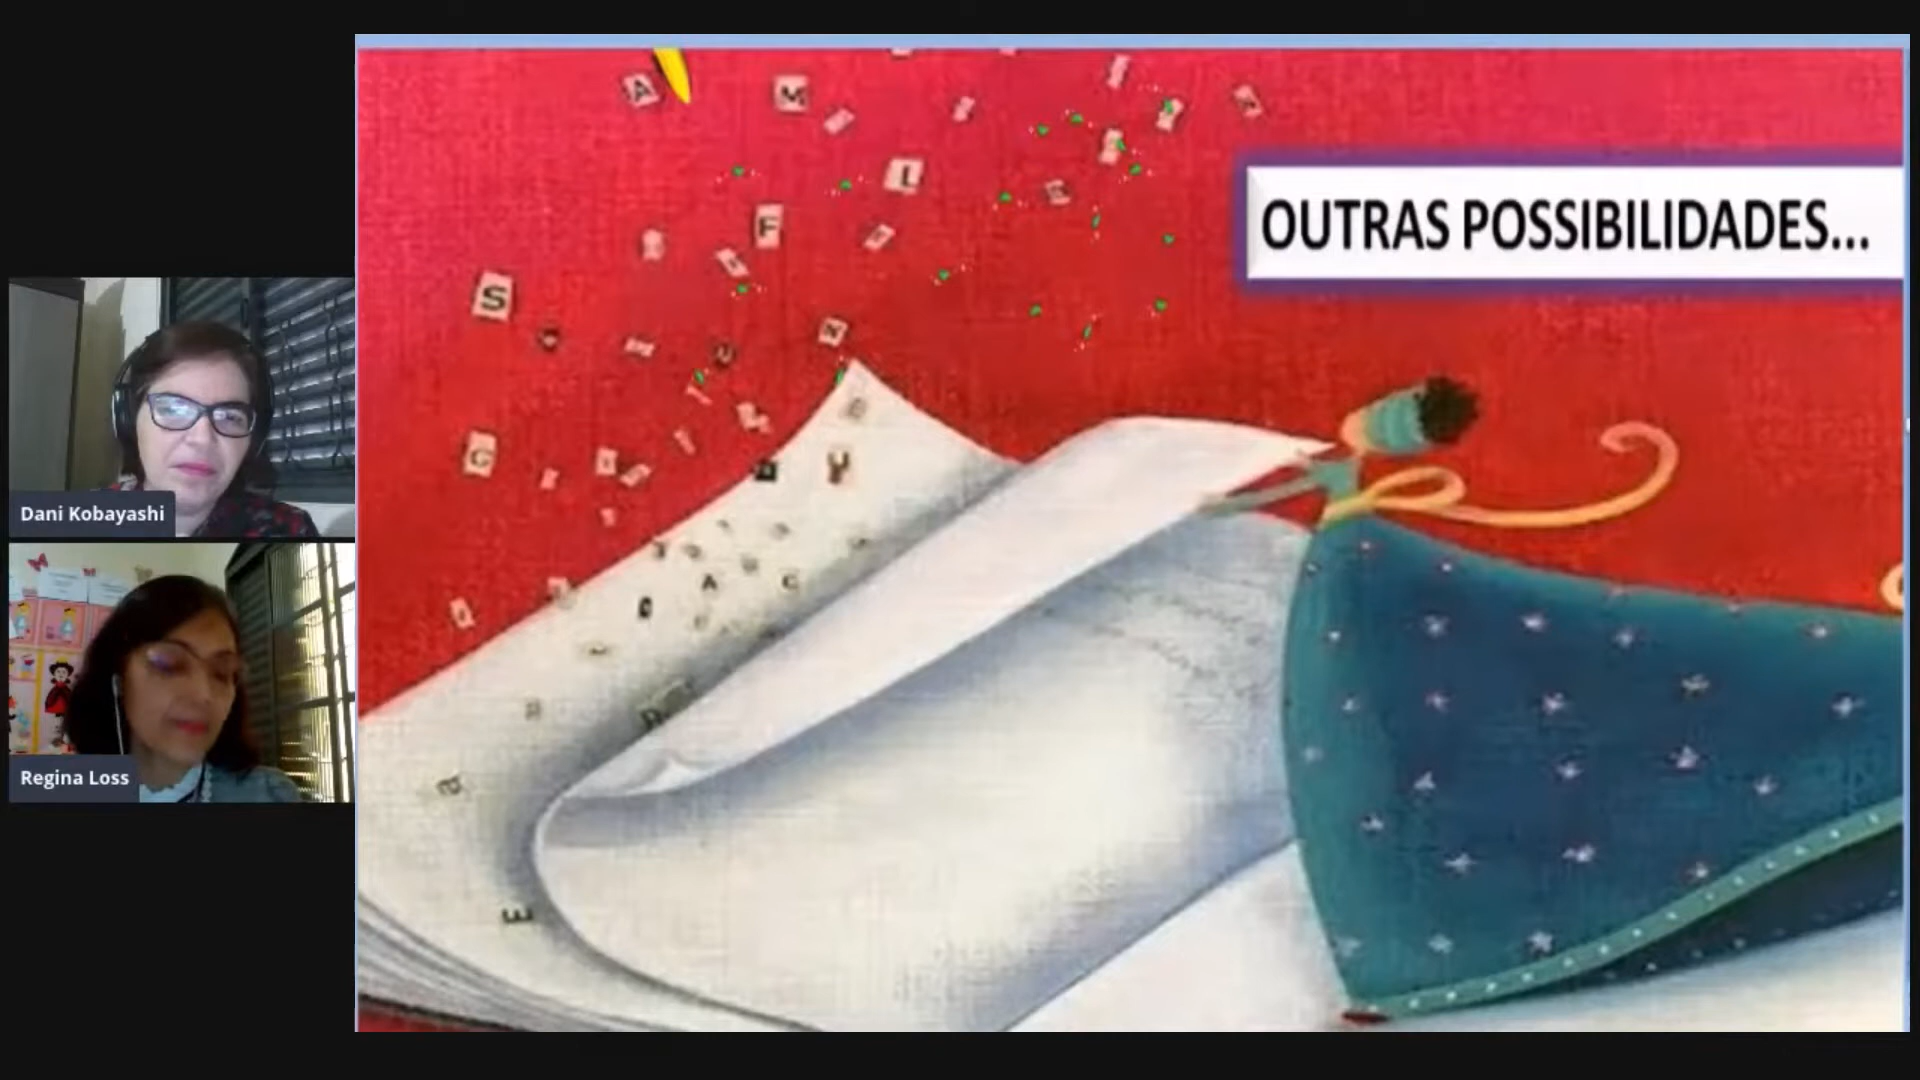 OUTRAS POSSIBILIDADES...
A
M
L
F
S
N
G
Y
A
C
a
E
Dani Kobayashi
Regina Loss